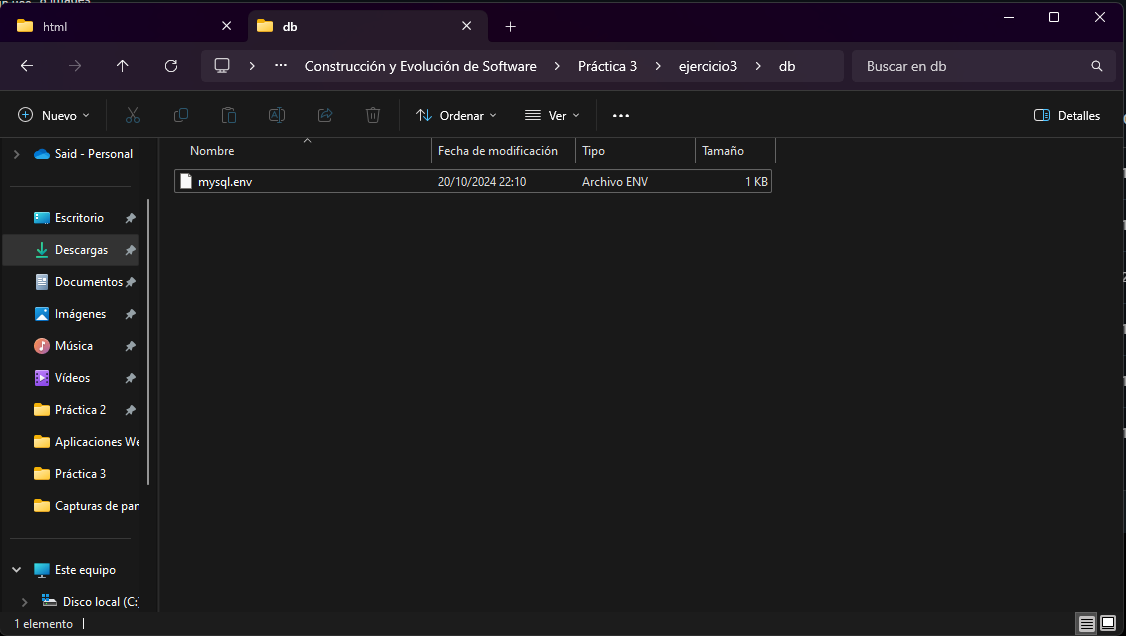 html
db
Construcción y Evolución de Software
Práctica 3
ejercicio3
db
Buscar en db
Nuevo
Ordenar
Ver
Detalles
Said - Personal
Escritorio
Descargas
Documentos
Imágenes
Música
Vídeos
Práctica 2
Aplicaciones We
Práctica 3
Capturas de par
Este equipo
Disco local (C:)
Nombre Fecha de modificación Tipo Tamaño
mysql.env 20/10/2024 22:10 Archivo ENV 1 KB
1 elemento